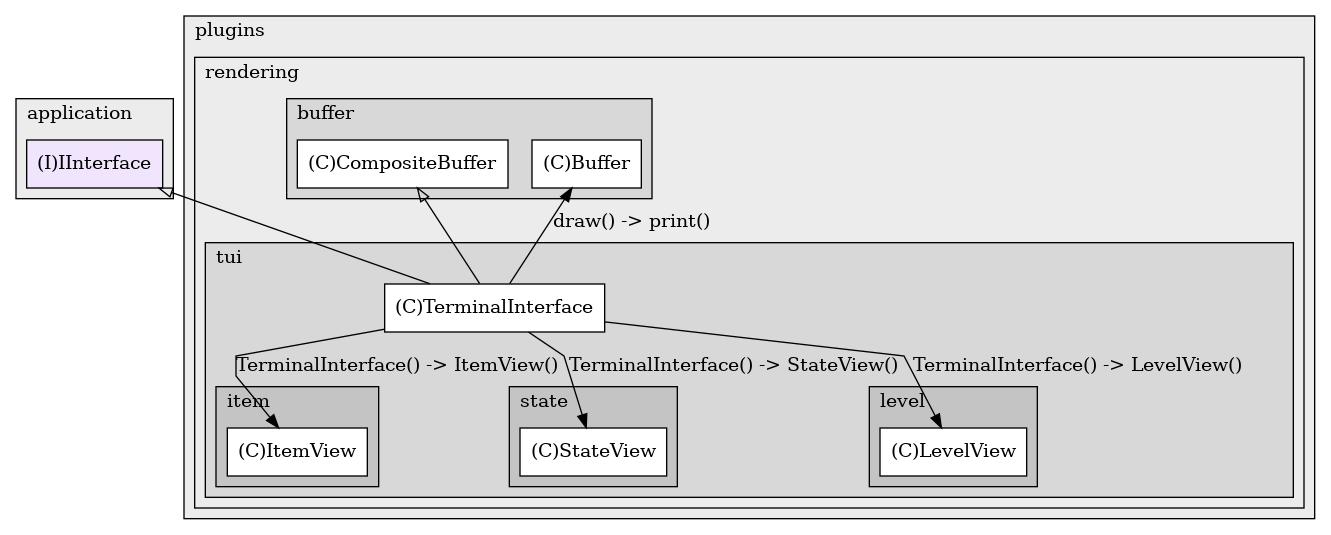 plugins
rendering
application
buffer
(I)IInterface
(C)CompositeBuffer
(C)Buffer
draw() -> print()
tui
(C)TerminalInterface
TerminalInterface() -> ItemView()
TerminalInterface() -> StateView()
TerminalInterface() -> LevelView()
item
state
level
(C)ItemView
(C)StateView
(C)LevelView